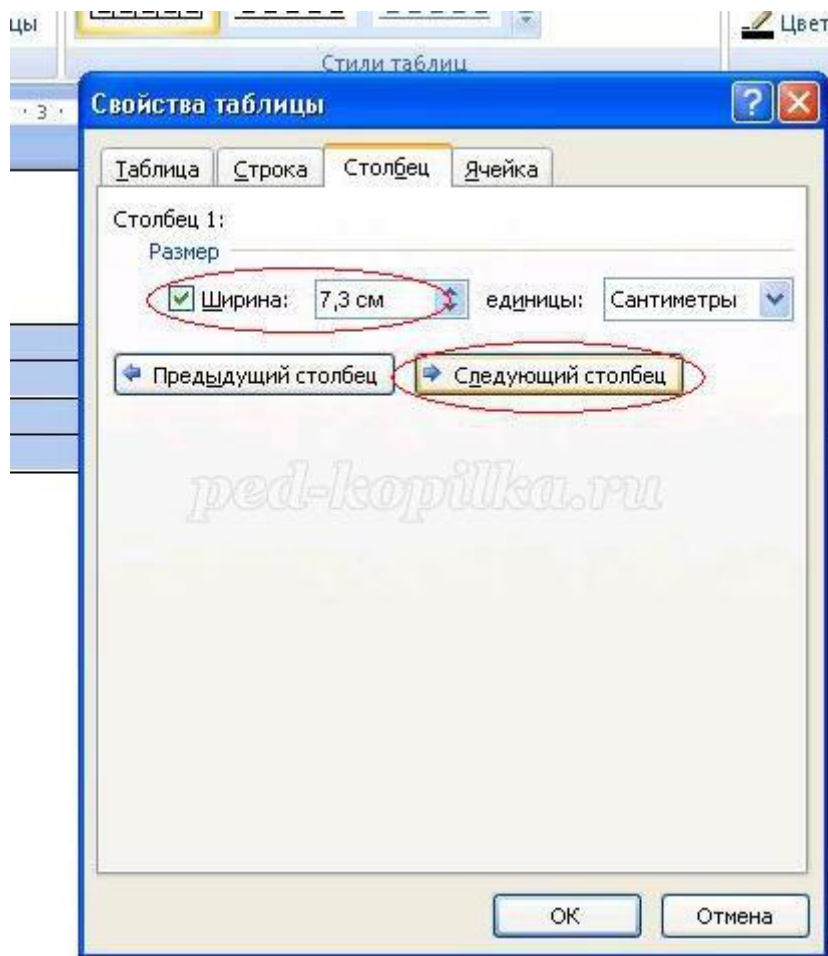 цы
Цвет
Стили таблиц
· 3 ·
Свойства таблицы
Таблица Строка Столбец Ячейка
Столбец 1:
Размер
Ширина: 7,3 см единицы: Сантиметры
Предыдущий столбец Следующий столбец
ped-kopilka.ru
ОК Отмена